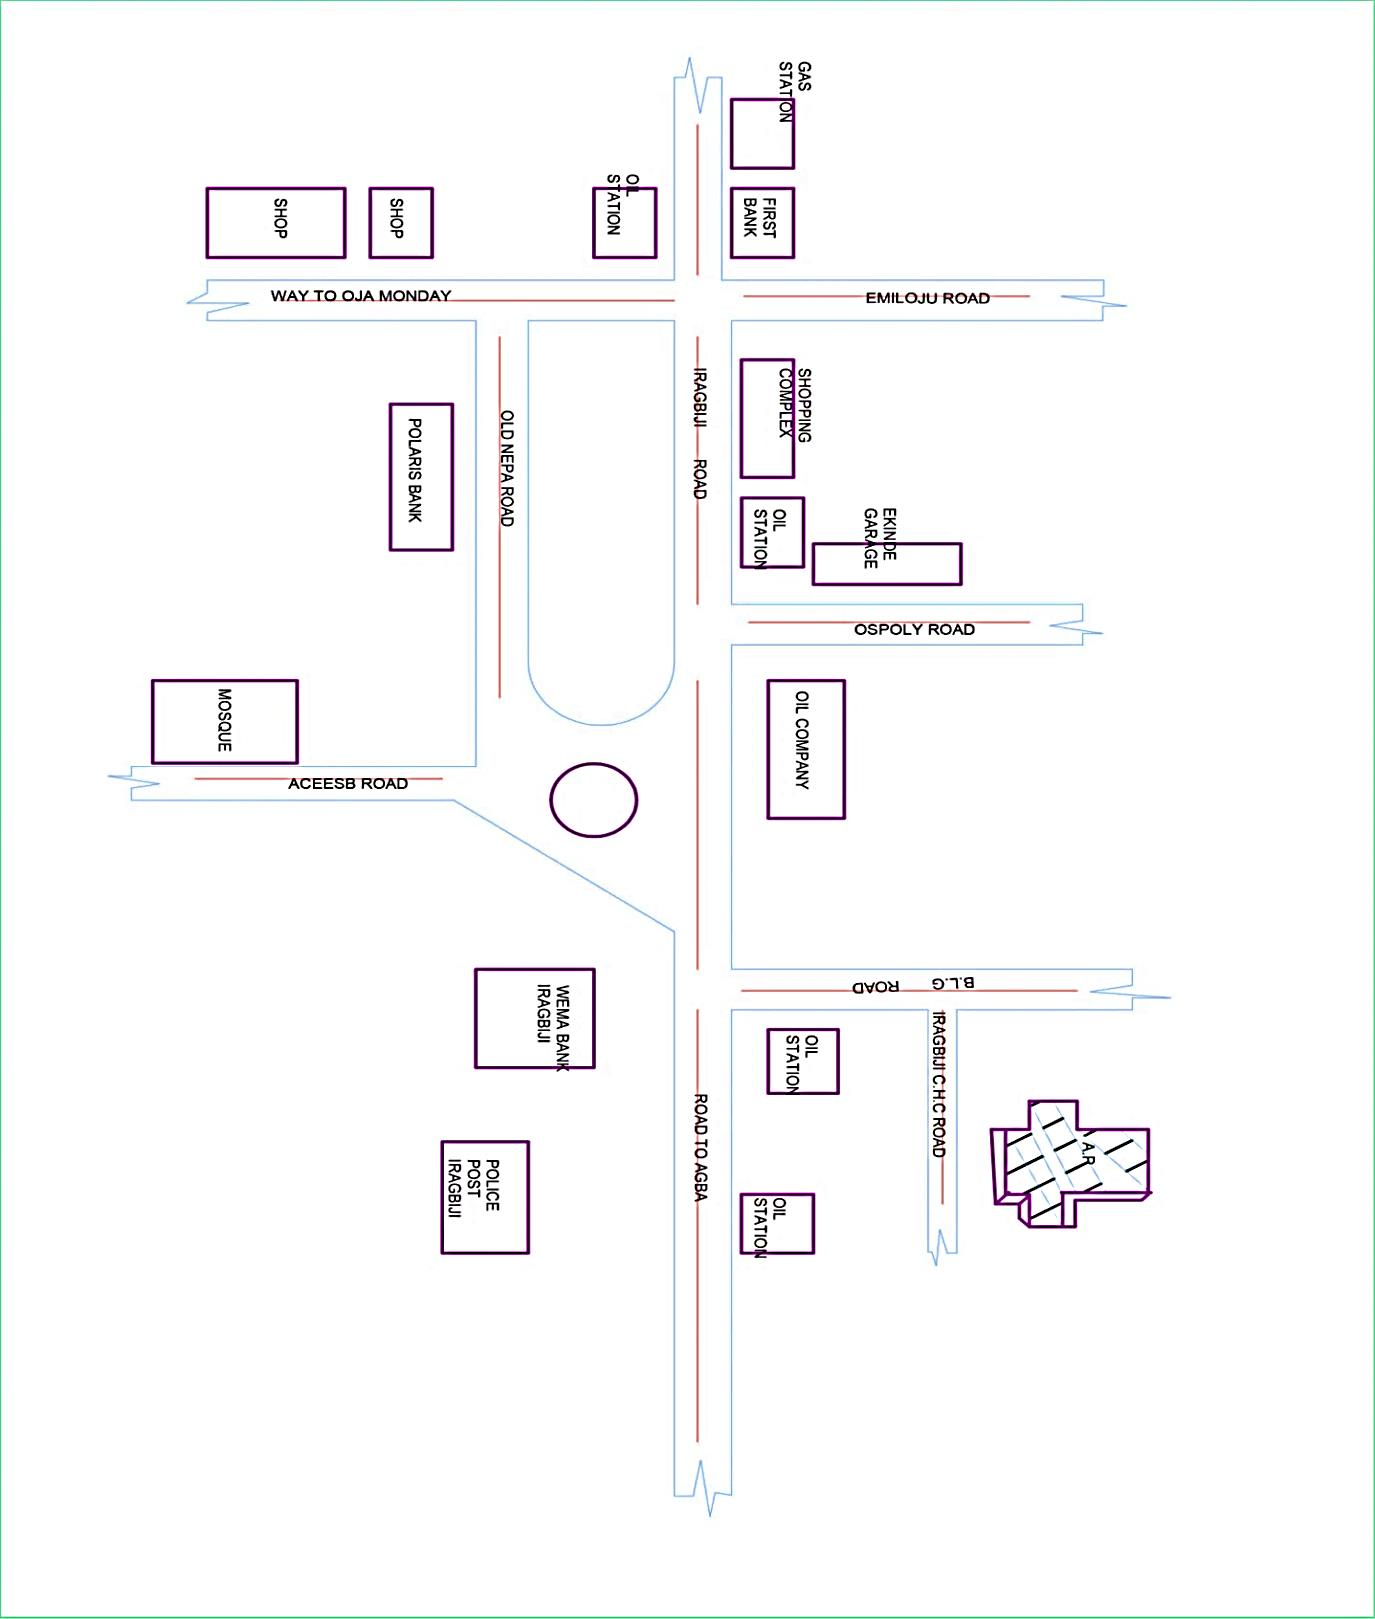 GAS
STATION
SHOP
SHOP
OIL
STATION
FIRST
BANK
WAY TO OJA MONDAY
EMILOJU ROAD
IRAGBIJI ROAD
SHOPPING
COMPLEX
POLARIS BANK
OLD NEPA ROAD
OIL
STATION
EKINDE
GARAGE
OSPOLY ROAD
MOSQUE
OIL COMPANY
ACEESB ROAD
B.L.G ROAD
WEMA BANK
IRAGBIJI
OIL
STATION
IRAGBIJI C.H.C ROAD
ROAD TO AGBA
A.P
POLICE
POST
IRAGBIJI
OIL
STATION